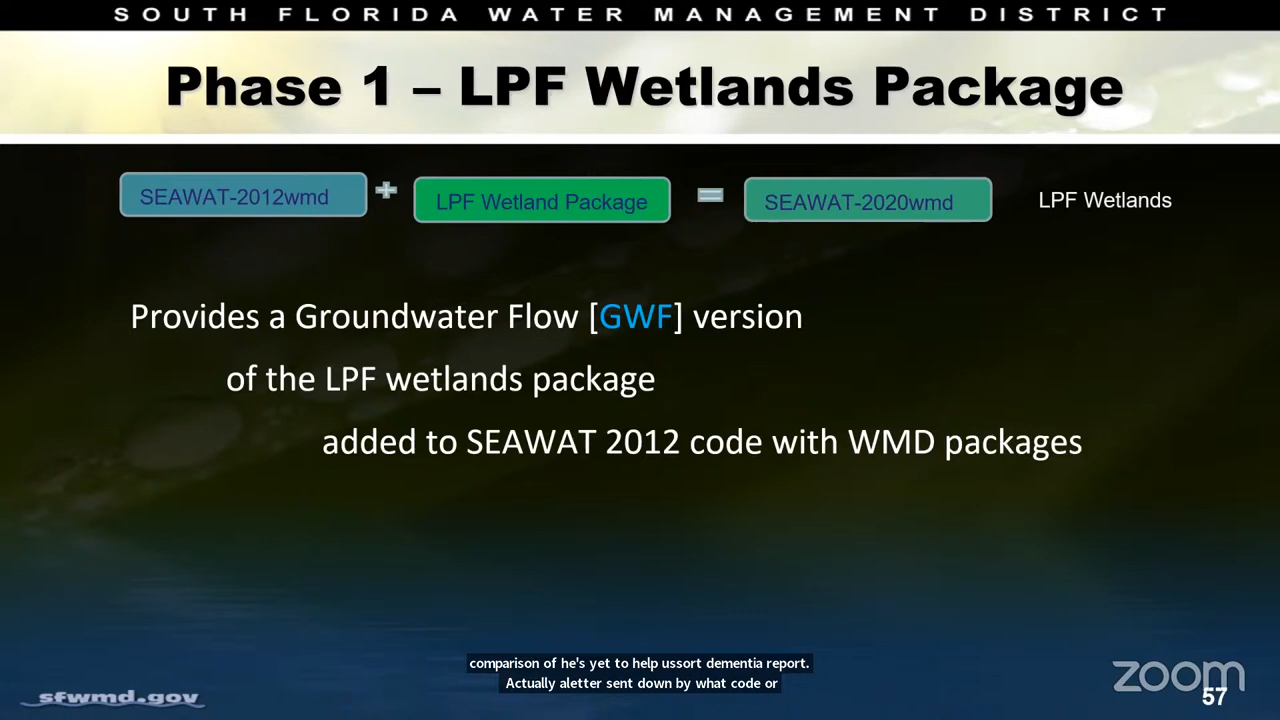 SOUTH FLORIDA WATER MANAGEMENT DISTRICT
Phase 1 – LPF Wetlands Package
SEAWAT-2012wmd + LPF Wetland Package = SEAWAT-2020wmd LPF Wetlands
Provides a Groundwater Flow [GWF] version
of the LPF wetlands package
added to SEAWAT 2012 code with WMD packages
comparison of he's yet to help ussort dementia report.
Actually aletter sent down by what code or
sfwmd.gov
zoom
57